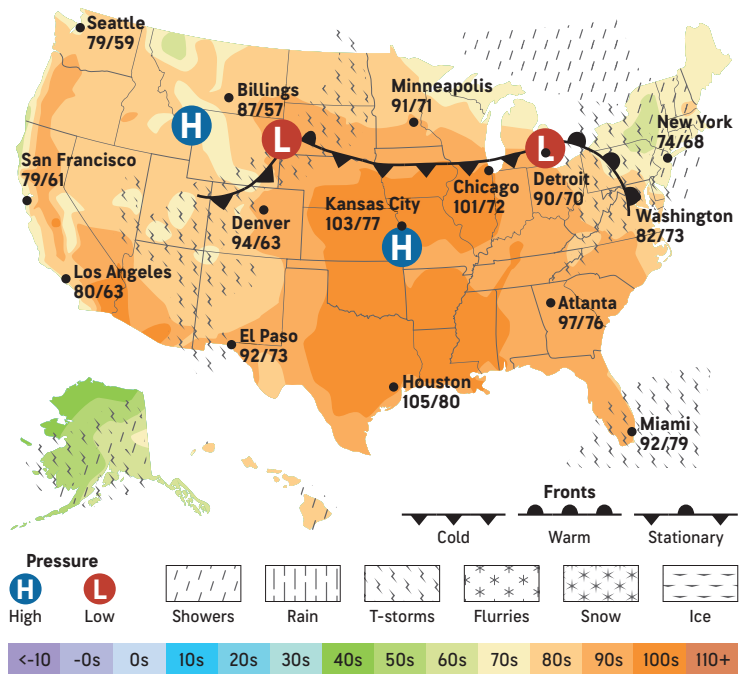 Seattle
79/59
Billings
87/57
Minneapolis
91/71
H
L
L
New York
74/68
San Francisco
79/61
Detroit
90/70
Chicago
101/72
Kansas City
103/77
Denver
94/63
Washington
82/73
H
Los Angeles
80/63
Atlanta
97/76
El Paso
92/73
Houston
105/80
Miami
92/79
Fronts
Cold
Warm
Stationary
Pressure
H
L
High
Low
Showers
Rain
T-storms
Flurries
Snow
Ice
<-10
-0s
0s
10s
20s
30s
40s
50s
60s
70s
80s
90s
100s
110+